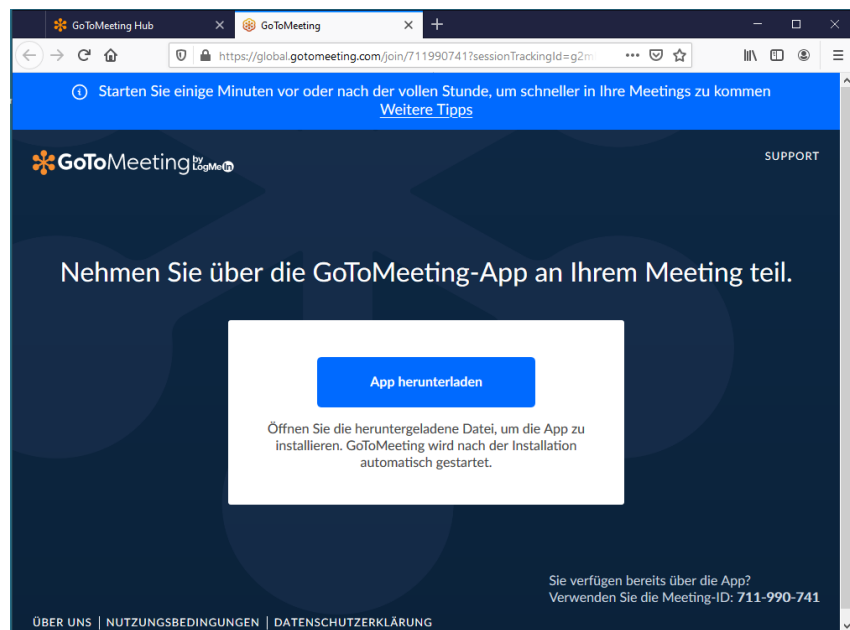 GoToMeeting Hub
GoToMeeting
https://global.gotomeeting.com/join/711990741?sessionTrackingId=g2m
Starten Sie einige Minuten vor oder nach der vollen Stunde, um schneller in Ihre Meetings zu kommen
Weitere Tipps
GoToMeeting by LogMeIn
SUPPORT
Nehmen Sie über die GoToMeeting-App an Ihrem Meeting teil.
App herunterladen
Öffnen Sie die heruntergeladene Datei, um die App zu
installieren. GoToMeeting wird nach der Installation
automatisch gestartet.
Sie verfügen bereits über die App?
Verwenden Sie die Meeting-ID: 711-990-741
ÜBER UNS | NUTZUNGSBEDINGUNGEN | DATENSCHUTZERKLÄRUNG